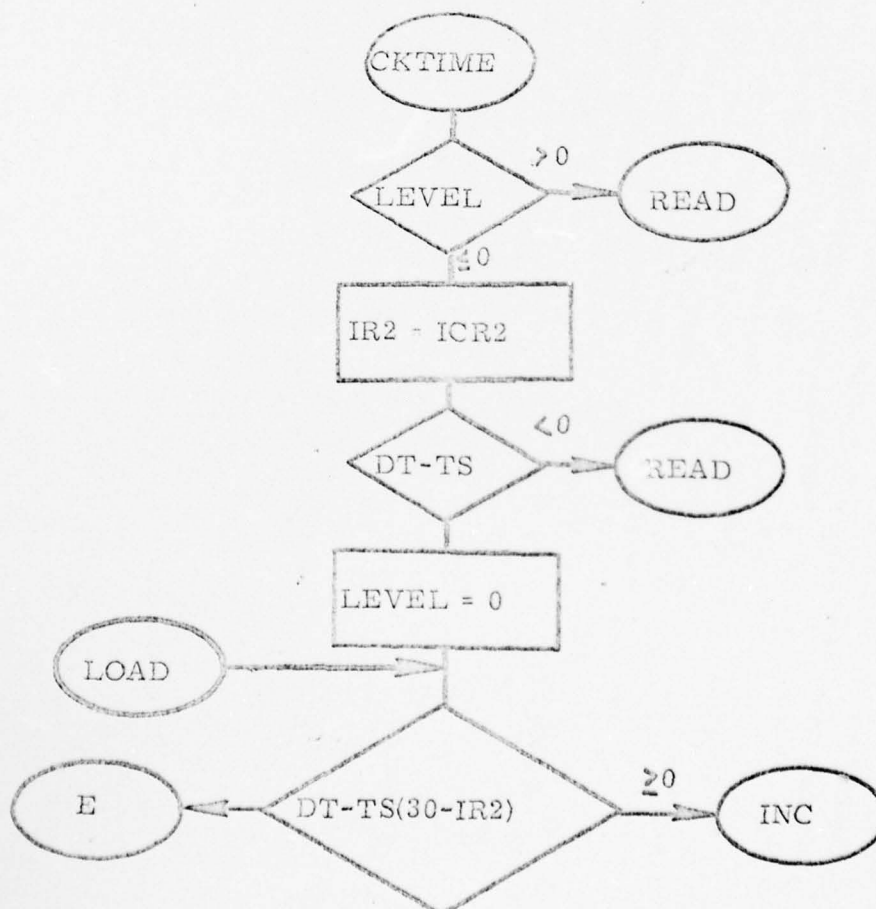 CKTIME
>0
LEVEL
READ
≤0
IR2 = ICR2
<0
DT-TS
READ
LEVEL = 0
LOAD
≥0
E
DT-TS(30-IR2)
INC